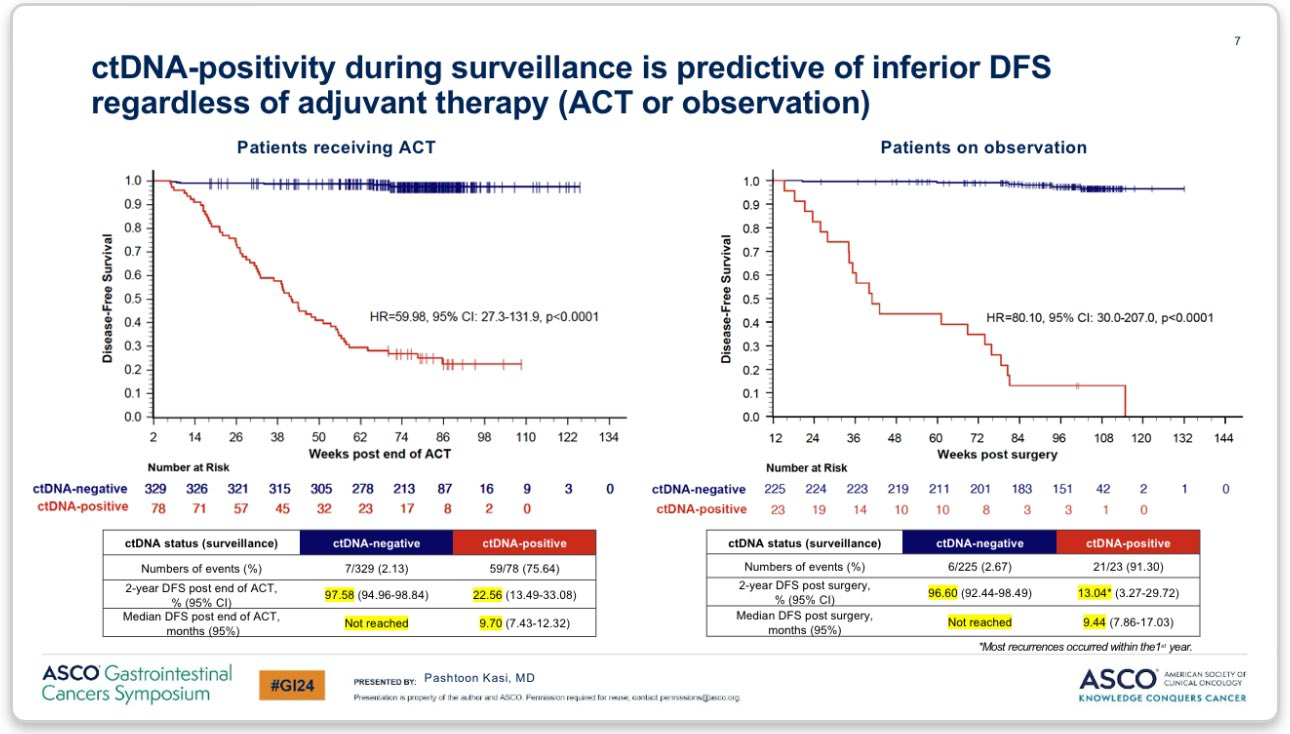 7
ctDNA-positivity during surveillance is predictive of inferior DFS
regardless of adjuvant therapy (ACT or observation)
Patients receiving ACT
1.0
0.9
0.8
0.7
0.6
0.5
0.4
0.3
0.2
0.1
0.0
Disease-Free Survival
HR=59.98, 95% CI: 27.3-131.9, p<0.0001
2 14 26 38 50 62 74 86 98 110 122 134
Weeks post end of ACT
Number at Risk
ctDNA-negative 329 326 321 315 305 278 213 87 16 9 3 0
ctDNA-positive 78 71 57 45 32 23 17 8 2 0
ctDNA status (surveillance) ctDNA-negative ctDNA-positive
Numbers of events (%) 7/329 (2.13) 59/78 (75.64)
2-year DFS post end of ACT,
% (95% CI) 97.58 (94.96-98.84) 22.56 (13.49-33.08)
Median DFS post end of ACT,
months (95%) Not reached 9.70 (7.43-12.32)
Patients on observation
1.0
0.9
0.8
0.7
0.6
0.5
0.4
0.3
0.2
0.1
0.0
Disease-Free Survival
HR=80.10, 95% CI: 30.0-207.0, p<0.0001
12 24 36 48 60 72 84 96 108 120 132 144
Weeks post surgery
Number at Risk
ctDNA-negative 225 224 223 219 211 201 183 151 42 2 1 0
ctDNA-positive 23 19 14 10 10 8 3 3 1 0
ctDNA status (surveillance) ctDNA-negative ctDNA-positive
Numbers of events (%) 6/225 (2.67) 21/23 (91.30)
2-year DFS post surgery,
% (95% CI) 96.60 (92.44-98.49) 13.04* (3.27-29.72)
Median DFS post surgery,
months (95%) Not reached 9.44 (7.86-17.03)
*Most recurrences occurred within the1st year.
ASCO Gastrointestinal
Cancers Symposium
#GI24
PRESENTED BY: Pashtoon Kasi, MD
Presentation is property of the author and ASCO. Permission required for reuse; contact permissions@asco.org.
ASCO AMERICAN SOCIETY OF
CLINICAL ONCOLOGY
KNOWLEDGE CONQUERS CANCER